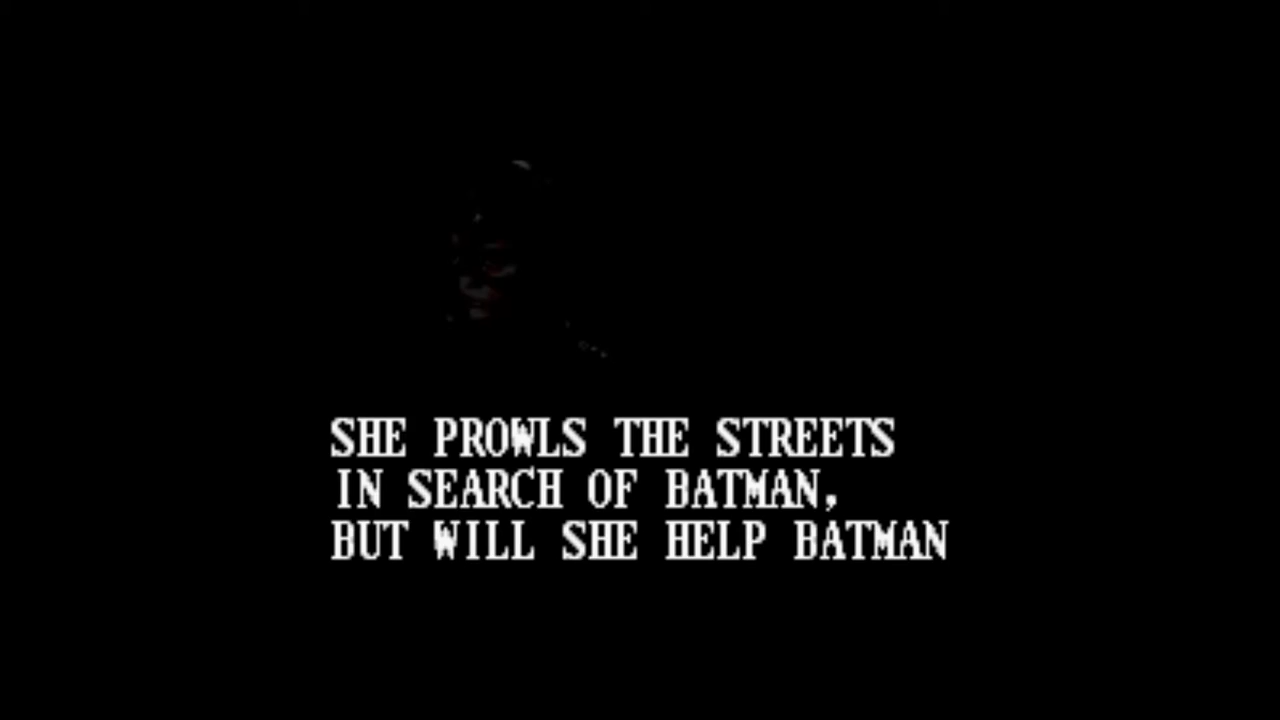 SHE PROWLS THE STREETS
IN SEARCH OF BATMAN,
BUT WILL SHE HELP BATMAN